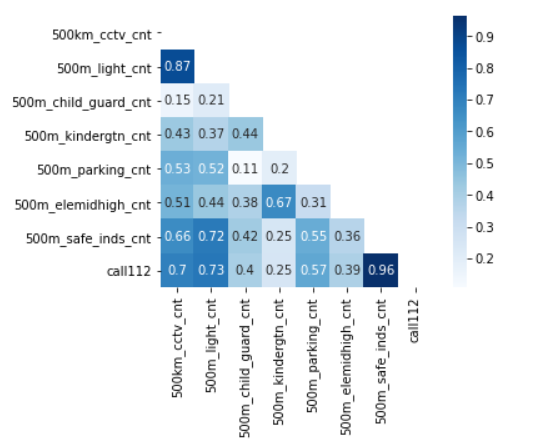 500km_cctv_cnt
500m_light_cnt 0.87
500m_child_guard_cnt 0.15 0.21
500m_kindergtn_cnt 0.43 0.37 0.44
500m_parking_cnt 0.53 0.52 0.11 0.2
500m_elemidhigh_cnt 0.51 0.44 0.38 0.67 0.31
500m_safe_inds_cnt 0.66 0.72 0.42 0.25 0.55 0.36
call112 0.7 0.73 0.4 0.25 0.57 0.39 0.96
500km_cctv_cnt
500m_light_cnt
500m_child_guard_cnt
500m_kindergtn_cnt
500m_parking_cnt
500m_elemidhigh_cnt
500m_safe_inds_cnt
call112
0.9
0.8
0.7
0.6
0.5
0.4
0.3
0.2